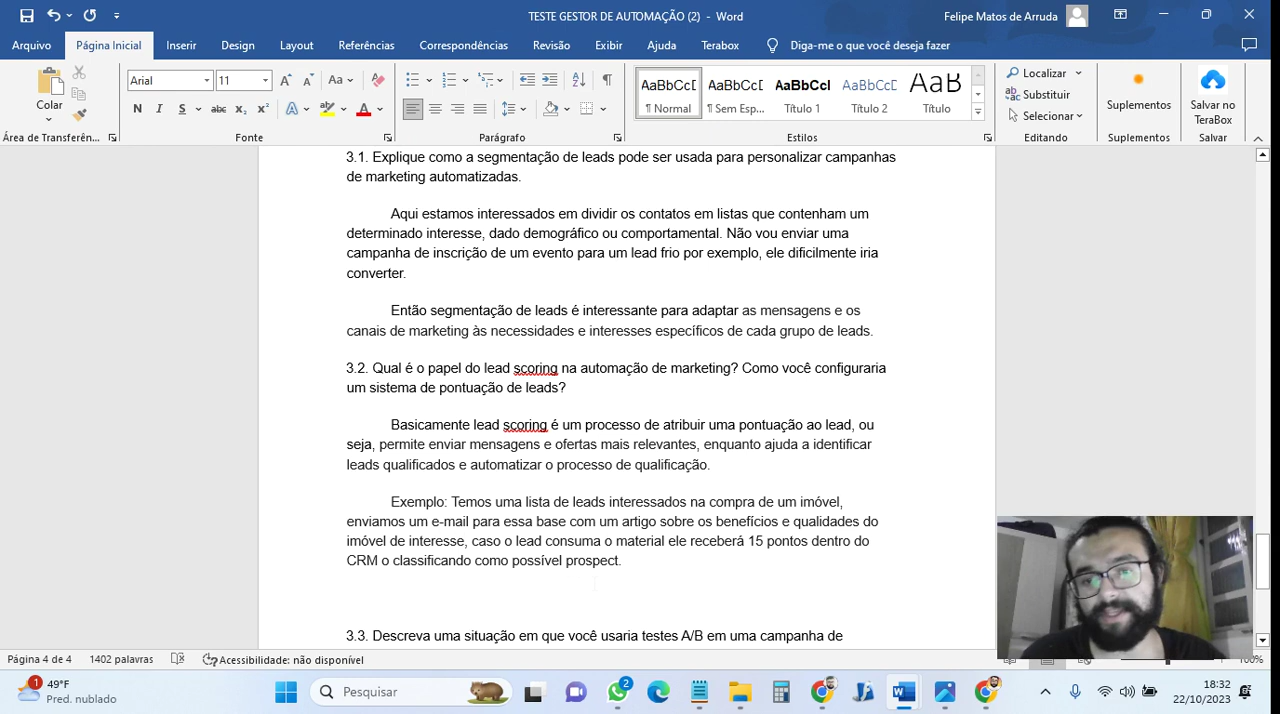 TESTE GESTOR DE AUTOMAÇÃO (2) - Word
Felipe Matos de Arruda
Arquivo Página Inicial Inserir Design Layout Referências Correspondências Revisão Exibir Ajuda Terabox Diga-me o que você deseja fazer
Colar
Área de Transferên...
Arial 11
Aa
N I S abc x₂ x² A A
Fonte
Parágrafo
AaBbCcD AaBbCcD AaBbCcI AaBbCcD AaB
¶ Normal ¶ Sem Esp... Título 1 Título 2 Título
Estilos
Localizar
Substituir
Selecionar
Editando
Suplementos
Suplementos
Salvar no
TeraBox
Salvar
3.1. Explique como a segmentação de leads pode ser usada para personalizar campanhas
de marketing automatizadas.
Aqui estamos interessados em dividir os contatos em listas que contenham um
determinado interesse, dado demográfico ou comportamental. Não vou enviar uma
campanha de inscrição de um evento para um lead frio por exemplo, ele dificilmente iria
converter.
Então segmentação de leads é interessante para adaptar as mensagens e os
canais de marketing às necessidades e interesses específicos de cada grupo de leads.
3.2. Qual é o papel do lead scoring na automação de marketing? Como você configuraria
um sistema de pontuação de leads?
Basicamente lead scoring é um processo de atribuir uma pontuação ao lead, ou
seja, permite enviar mensagens e ofertas mais relevantes, enquanto ajuda a identificar
leads qualificados e automatizar o processo de qualificação.
Exemplo: Temos uma lista de leads interessados na compra de um imóvel,
enviamos um e-mail para essa base com um artigo sobre os benefícios e qualidades do
imóvel de interesse, caso o lead consuma o material ele receberá 15 pontos dentro do
CRM o classificando como possível prospect.
3.3. Descreva uma situação em que você usaria testes A/B em uma campanha de
Página 4 de 4 1402 palavras Acessibilidade: não disponível 100%
1
49°F
Pred. nublado
Pesquisar
2
18:32
22/10/2023